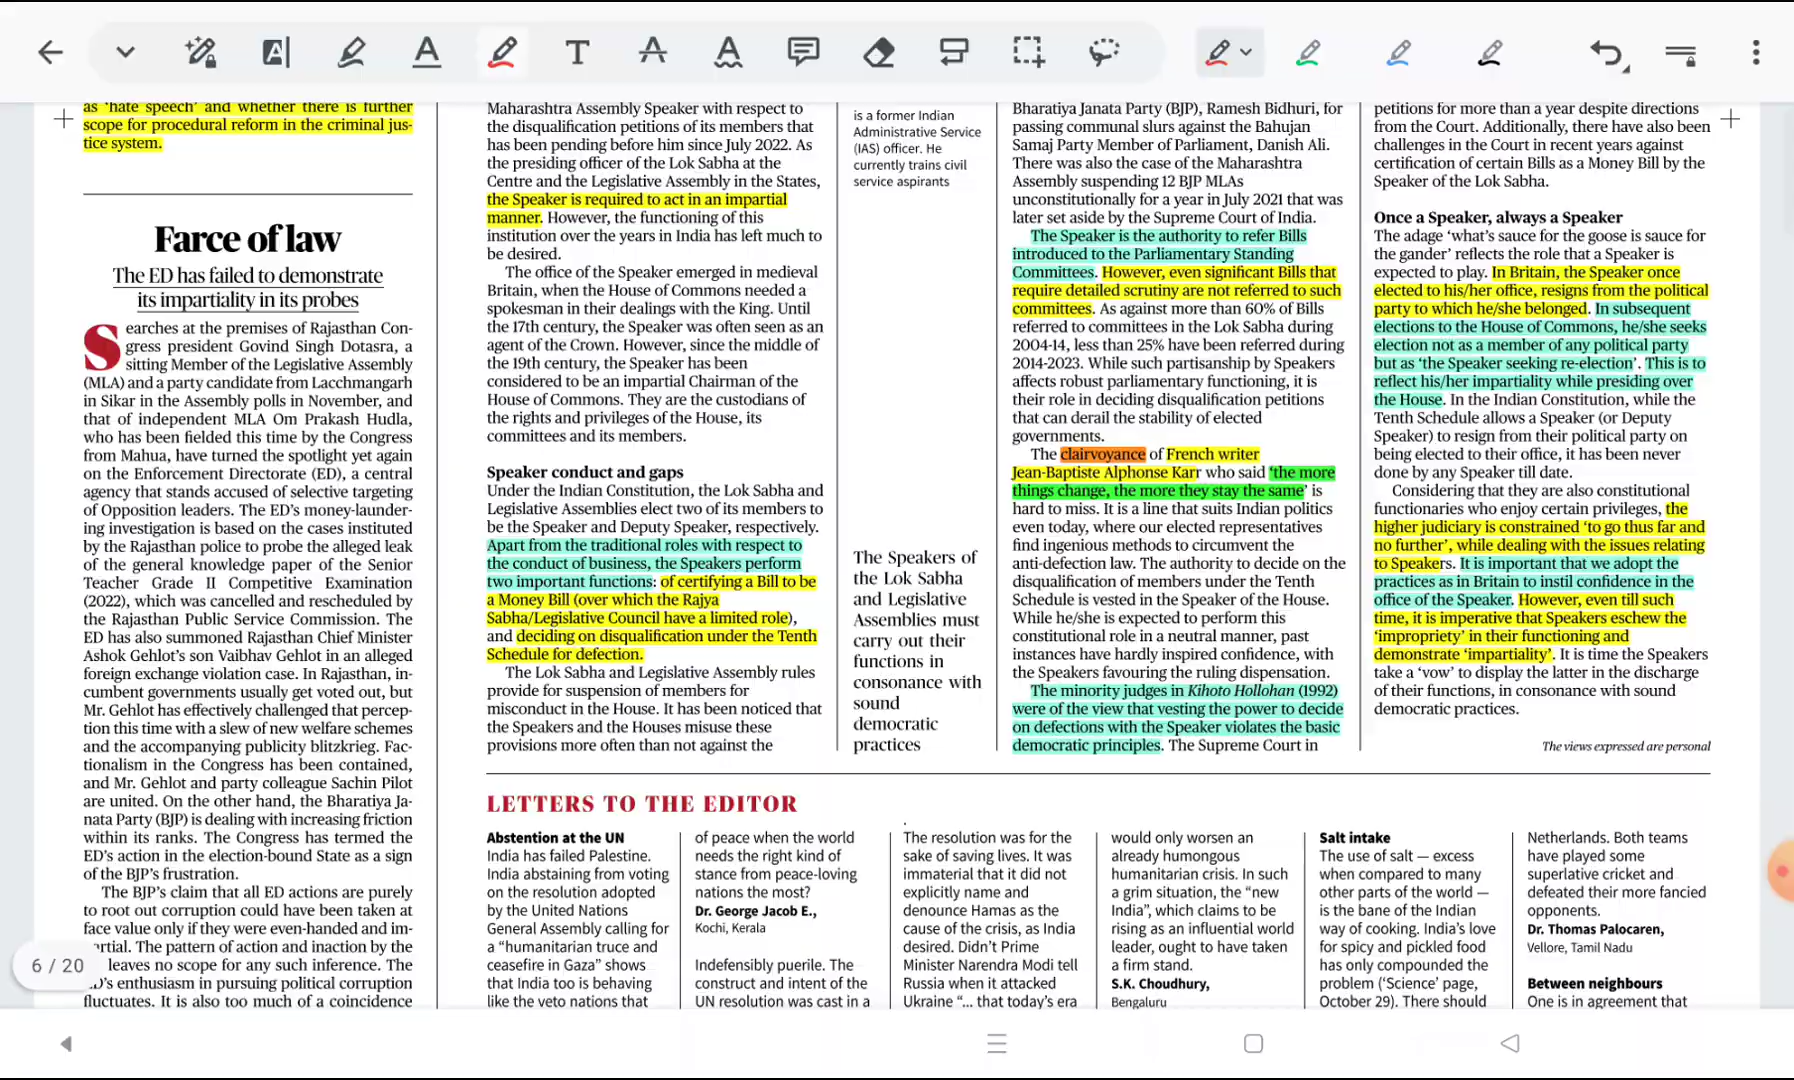 as 'hate speech' and whether there is further
scope for procedural reform in the criminal jus-
tice system.
Farce of law
The ED has failed to demonstrate
its impartiality in its probes
Searches at the premises of Rajasthan Con-
gress president Govind Singh Dotasra, a
sitting Member of the Legislative Assembly
(MLA) and a party candidate from Lacchmangarh
in Sikar in the Assembly polls in November, and
that of independent MLA Om Prakash Hudla,
who has been fielded this time by the Congress
from Mahua, have turned the spotlight yet again
on the Enforcement Directorate (ED), a central
agency that stands accused of selective targeting
of Opposition leaders. The ED's money-launder-
ing investigation is based on the cases instituted
by the Rajasthan police to probe the alleged leak
of the general knowledge paper of the Senior
Teacher Grade II Competitive Examination
(2022), which was cancelled and rescheduled by
the Rajasthan Public Service Commission. The
ED has also summoned Rajasthan Chief Minister
Ashok Gehlot's son Vaibhav Gehlot in an alleged
foreign exchange violation case. In Rajasthan, in-
cumbent governments usually get voted out, but
Mr. Gehlot has effectively challenged that percep-
tion this time with a slew of new welfare schemes
and the accompanying publicity blitzkrieg. Fac-
tionalism in the Congress has been contained,
and Mr. Gehlot and party colleague Sachin Pilot
are united. On the other hand, the Bharatiya Ja-
nata Party (BJP) is dealing with increasing friction
within its ranks. The Congress has termed the
ED's action in the election-bound State as a sign
of the BJP's frustration.
The BJP's claim that all ED actions are purely
to root out corruption could have been taken at
face value only if they were even-handed and im-
partial. The pattern of action and inaction by the
leaves no scope for any such inference. The
's enthusiasm in pursuing political corruption
fluctuates. It is also too much of a coincidence
6 / 20
Maharashtra Assembly Speaker with respect to
the disqualification petitions of its members that
has been pending before him since July 2022. As
the presiding officer of the Lok Sabha at the
Centre and the Legislative Assembly in the States,
the Speaker is required to act in an impartial
manner. However, the functioning of this
institution over the years in India has left much to
be desired.
The office of the Speaker emerged in medieval
Britain, when the House of Commons needed a
spokesman in their dealings with the King. Until
the 17th century, the Speaker was often seen as an
agent of the Crown. However, since the middle of
the 19th century, the Speaker has been
considered to be an impartial Chairman of the
House of Commons. They are the custodians of
the rights and privileges of the House, its
committees and its members.
Speaker conduct and gaps
Under the Indian Constitution, the Lok Sabha and
Legislative Assemblies elect two of its members to
be the Speaker and Deputy Speaker, respectively.
Apart from the traditional roles with respect to
the conduct of business, the Speakers perform
two important functions: of certifying a Bill to be
a Money Bill (over which the Rajya
Sabha/Legislative Council have a limited role),
and deciding on disqualification under the Tenth
Schedule for defection.
The Lok Sabha and Legislative Assembly rules
provide for suspension of members for
misconduct in the House. It has been noticed that
the Speakers and the Houses misuse these
provisions more often than not against the
is a former Indian
Administrative Service
(IAS) officer. He
currently trains civil
service aspirants
The Speakers of
the Lok Sabha
and Legislative
Assemblies must
carry out their
functions in
consonance with
sound
democratic
practices
Bharatiya Janata Party (BJP), Ramesh Bidhuri, for
passing communal slurs against the Bahujan
Samaj Party Member of Parliament, Danish Ali.
There was also the case of the Maharashtra
Assembly suspending 12 BJP MLAs
unconstitutionally for a year in July 2021 that was
later set aside by the Supreme Court of India.
The Speaker is the authority to refer Bills
introduced to the Parliamentary Standing
Committees. However, even significant Bills that
require detailed scrutiny are not referred to such
committees. As against more than 60% of Bills
referred to committees in the Lok Sabha during
2004-14, less than 25% have been referred during
2014-2023. While such partisanship by Speakers
affects robust parliamentary functioning, it is
their role in deciding disqualification petitions
that can derail the stability of elected
governments.
The clairvoyance of French writer
Jean-Baptiste Alphonse Karr who said 'the more
things change, the more they stay the same' is
hard to miss. It is a line that suits Indian politics
even today, where our elected representatives
find ingenious methods to circumvent the
anti-defection law. The authority to decide on the
disqualification of members under the Tenth
Schedule is vested in the Speaker of the House.
While he/she is expected to perform this
constitutional role in a neutral manner, past
instances have hardly inspired confidence, with
the Speakers favouring the ruling dispensation.
The minority judges in Kihoto Hollohan (1992)
were of the view that vesting the power to decide
on defections with the Speaker violates the basic
democratic principles. The Supreme Court in
petitions for more than a year despite directions
from the Court. Additionally, there have also been
challenges in the Court in recent years against
certification of certain Bills as a Money Bill by the
Speaker of the Lok Sabha.
Once a Speaker, always a Speaker
The adage 'what's sauce for the goose is sauce for
the gander' reflects the role that a Speaker is
expected to play. In Britain, the Speaker once
elected to his/her office, resigns from the political
party to which he/she belonged. In subsequent
elections to the House of Commons, he/she seeks
election not as a member of any political party
but as 'the Speaker seeking re-election'. This is to
reflect his/her impartiality while presiding over
the House. In the Indian Constitution, while the
Tenth Schedule allows a Speaker (or Deputy
Speaker) to resign from their political party on
being elected to their office, it has been never
done by any Speaker till date.
Considering that they are also constitutional
functionaries who enjoy certain privileges, the
higher judiciary is constrained 'to go thus far and
no further', while dealing with the issues relating
to Speakers. It is important that we adopt the
practices as in Britain to instil confidence in the
office of the Speaker. However, even till such
time, it is imperative that Speakers eschew the
'impropriety' in their functioning and
demonstrate 'impartiality'. It is time the Speakers
take a 'vow' to display the latter in the discharge
of their functions, in consonance with sound
democratic practices.
The views expressed are personal
LETTERS TO THE EDITOR
Abstention at the UN
India has failed Palestine.
India abstaining from voting
on the resolution adopted
by the United Nations
General Assembly calling for
a "humanitarian truce and
ceasefire in Gaza" shows
that India too is behaving
like the veto nations that
of peace when the world
needs the right kind of
stance from peace-loving
nations the most?
Dr. George Jacob E.,
Kochi, Kerala
Indefensibly puerile. The
construct and intent of the
UN resolution was cast in a
The resolution was for the
sake of saving lives. It was
immaterial that it did not
explicitly name and
denounce Hamas as the
cause of the crisis, as India
desired. Didn't Prime
Minister Narendra Modi tell
Russia when it attacked
Ukraine "... that today's era
would only worsen an
already humongous
humanitarian crisis. In such
a grim situation, the "new
India", which claims to be
rising as an influential world
leader, ought to have taken
a firm stand.
S.K. Choudhury,
Bengaluru
Salt intake
The use of salt — excess
when compared to many
other parts of the world —
is the bane of the Indian
way of cooking. India's love
for spicy and pickled food
has only compounded the
problem ('Science' page,
October 29). There should
Netherlands. Both teams
have played some
superlative cricket and
defeated their more fancied
opponents.
Dr. Thomas Palocaren,
Vellore, Tamil Nadu
Between neighbours
One is in agreement that